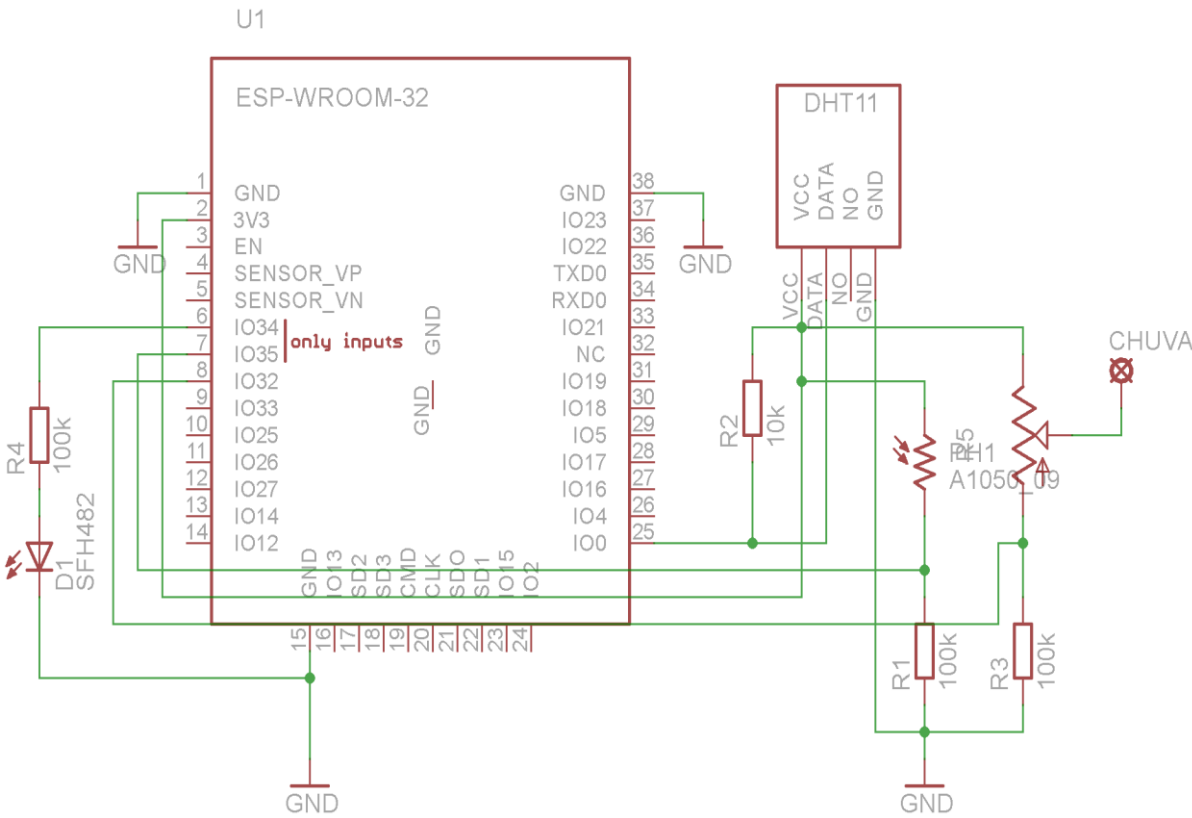 U1
ESP-WROOM-32
DHT11
VCC
DATA
NO
GND
VCC
DATA
NO
GND
1
GND
2
3V3
3
EN
4
SENSOR_VP
5
SENSOR_VN
6
IO34
7
IO35
only inputs
8
IO32
9
IO33
10
IO25
11
IO26
12
IO27
13
IO14
14
IO12
GND
GND
38
GND
37
IO23
36
IO22
35
TXD0
34
RXD0
33
IO21
32
NC
31
IO19
30
IO18
29
IO5
28
IO17
27
IO16
26
IO4
25
IO0
GND
IO13
SD2
SD3
CMD
CLK
SD0
SD1
IO15
IO2
15
16
17
18
19
20
21
22
23
24
GND
GND
CHUVA
R4
100k
D1
SFH482
R2
10k
PH1
A1050_09
R1
100k
R3
100k
GND
GND